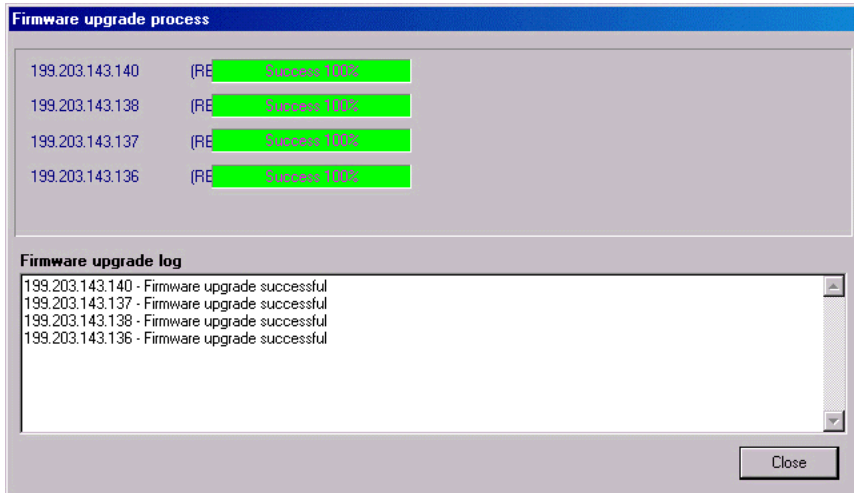 Firmware upgrade process
199.203.143.140 (RE Success 100%
199.203.143.138 (RE Success 100%
199.203.143.137 (RE Success 100%
199.203.143.136 (RE Success 100%
Firmware upgrade log
199.203.143.140 - Firmware upgrade successful
199.203.143.137 - Firmware upgrade successful
199.203.143.138 - Firmware upgrade successful
199.203.143.136 - Firmware upgrade successful
Close